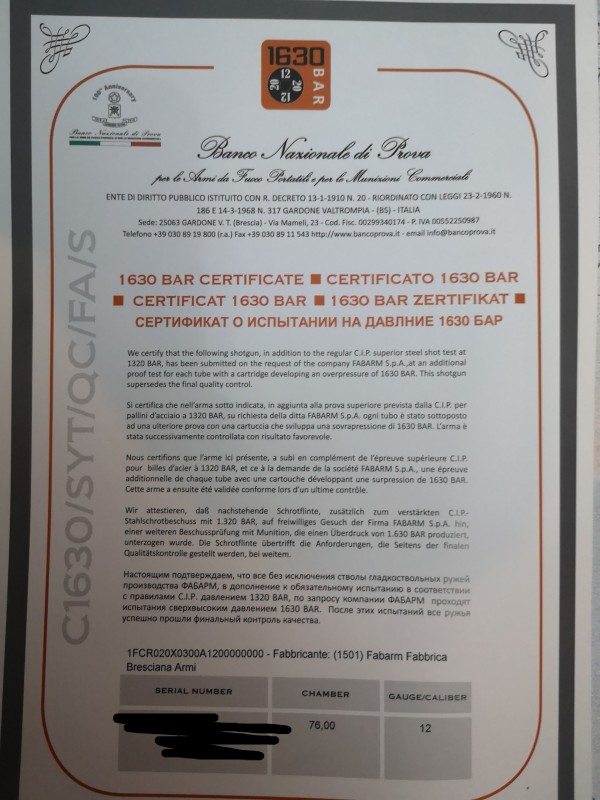 1630
BAR
20 12
20 12
100° Anniversary
Banco Nazionale di Prova
Banco Nazionale di Prova
per le Armi da Fuoco Portatili e per le Munizioni Commerciali
ENTE DI DIRITTO PUBBLICO ISTITUITO CON R. DECRETO 13-1-1910 N. 20 - RIORDINATO CON LEGGI 23-2-1960 N.
186 E 14-3-1968 N. 317 GARDONE VALTROMPIA - (BS) - ITALIA
Sede: 25063 GARDONE V. T. (Brescia) - Via Mameli, 23 - Cod. Fisc. 00299340174 - P. IVA 00552250987
Telefono +39 030 89 19 800 (r.a.) Fax +39 030 89 11 543 http://www.bancoprova.it - email info@bancoprova.it
1630 BAR CERTIFICATE ■ CERTIFICATO 1630 BAR
■ CERTIFICAT 1630 BAR ■ 1630 BAR ZERTIFIKAT ■
СЕРТИФИКАТ О ИСПЫТАНИИ НА ДАВЛНИЕ 1630 БАР
C1630/SYT/QC/FA/S
We certify that the following shotgun, in addition to the regular C.I.P. superior steel shot test at
1320 BAR, has been submitted on the request of the company FABARM S.p.A.,at an additional
proof test for each tube with a cartridge developing an overpressure of 1630 BAR. This shotgun
supersedes the final quality control.
Si certifica che nell'arma sotto indicata, in aggiunta alla prova superiore prevista dalla C.I.P. per
pallini d'acciaio a 1320 BAR, su richiesta della ditta FABARM S.p.A. ogni tubo è stato sottoposto
ad una ulteriore prova con una cartuccia che sviluppa una sovrapressione di 1630 BAR. L'arma è
stata successivamente controllata con risultato favorevole.
Nous certifions que l'arme ici présente, a subi en complément de l'épreuve supérieure C.I.P.
pour billes d'acier à 1320 BAR, et ce à la demande de la société FABARM S.p.A., une épreuve
additionnelle de chaque tube avec une cartouche développant une surpression de 1630 BAR.
Cette arme a ensuite été validée conforme lors d'un ultime contrôle.
Wir attestieren, daß nachstehende Schrotflinte, zusätzlich zum verstärkten C.I.P.-
Stahlschrotbeschuss mit 1.320 BAR, auf freiwilliges Gesuch der Firma FABARM S.p.A. hin,
einer weiteren Beschussprüfung mit Munition, die einen Überdruck von 1.630 BAR produziert,
unterzogen wurde. Die Schrotflinte übertrifft die Anforderungen, die Seitens der finalen
Qualitätskontrolle gestellt werden, bei weitem.
Настоящим подтверждаем, что все без исключения стволы гладкоствольных ружей
производства ФАБАРМ, в дополнение к обязательному испытанию в соответствии
с правилами C.I.P. давлением 1320 BAR, по запросу компании ФАБАРМ проходят
испытания сверхвысоким давлением 1630 BAR. После этих испытаний все ружья
успешно прошли финальный контроль качества.
1FCR020X0300A1200000000 - Fabbricante: (1501) Fabarm Fabbrica
Bresciana Armi
SERIAL NUMBER CHAMBER GAUGE/CALIBER
76,00 12